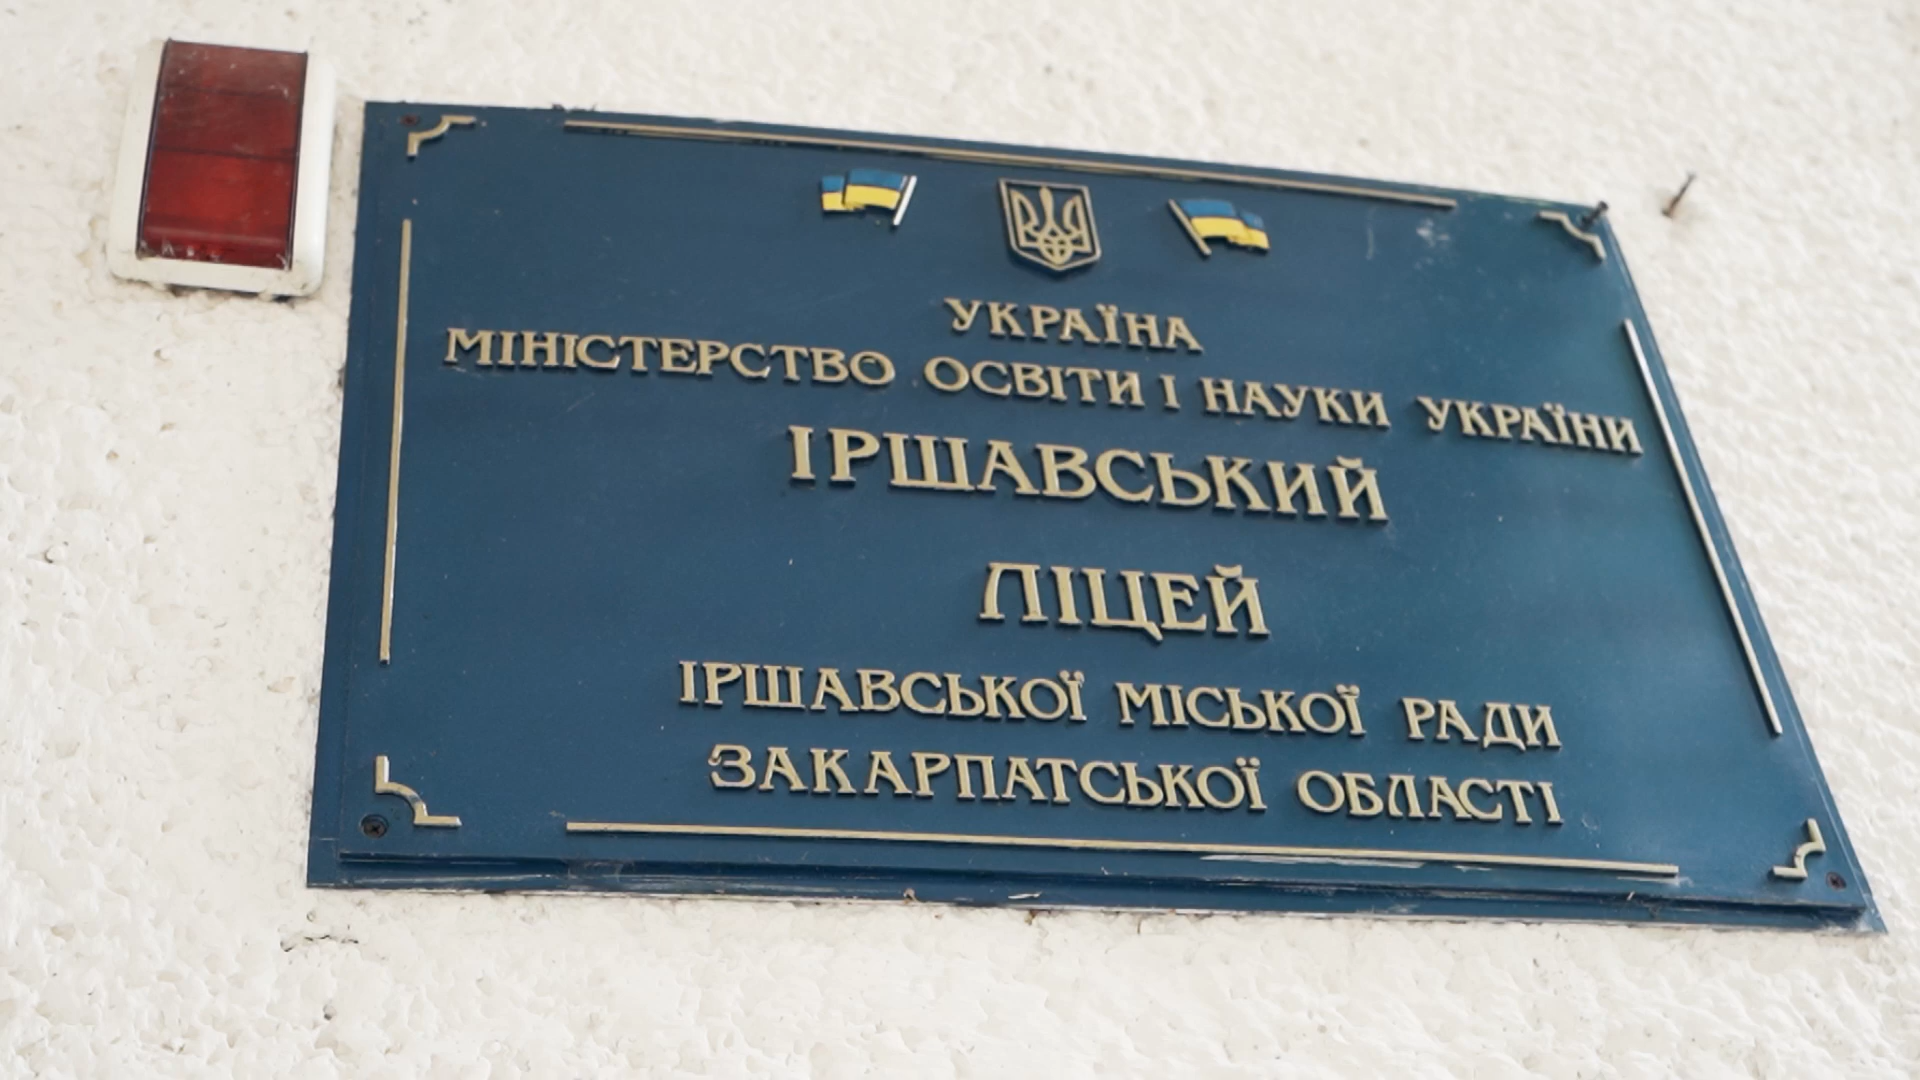 УКРАЇНА
МІНІСТЕРСТВО ОСВІТИ І НАУКИ УКРАЇНИ
ІРШАВСЬКИЙ
ЛІЦЕЙ
ІРШАВСЬКОЇ МІСЬКОЇ РАДИ
ЗАКАРПАТСЬКОЇ ОБЛАСТІ